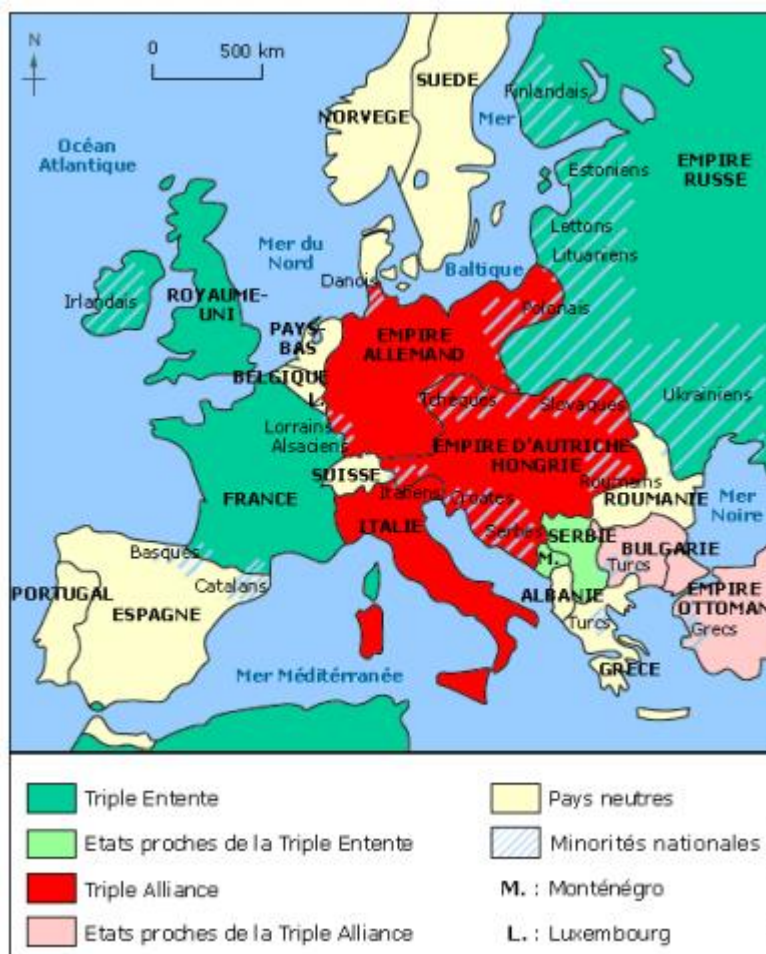 N
0 500 km
Océan
Atlantique
NORVEGE
SUEDE
Mer
Finlandais
EMPIRE
RUSSE
Estoniens
Lettons
Lituaniens
Mer du
Nord
Baltique
Danois
Irlandais
ROYAUME-
UNI
PAYS-
BAS
EMPIRE
ALLEMAND
Polonais
BELGIQUE
L.
Tchèques
Slovaques
Ukrainiens
Lorrains
Alsaciens
EMPIRE D'AUTRICHE-
HONGRIE
SUISSE
FRANCE
Italiens
Croates
Roumains
ROUMANIE
Mer
Noire
ITALIE
Serbes
SERBIE
M.
BULGARIE
Turcs
Basques
Catalans
PORTUGAL
ESPAGNE
ALBANIE
Turcs
EMPIRE
OTTOMAN
Grecs
GRECE
Mer Méditérranée
Triple Entente
Etats proches de la Triple Entente
Triple Alliance
Etats proches de la Triple Alliance
Pays neutres
Minorités nationales
M. : Monténégro
L. : Luxembourg